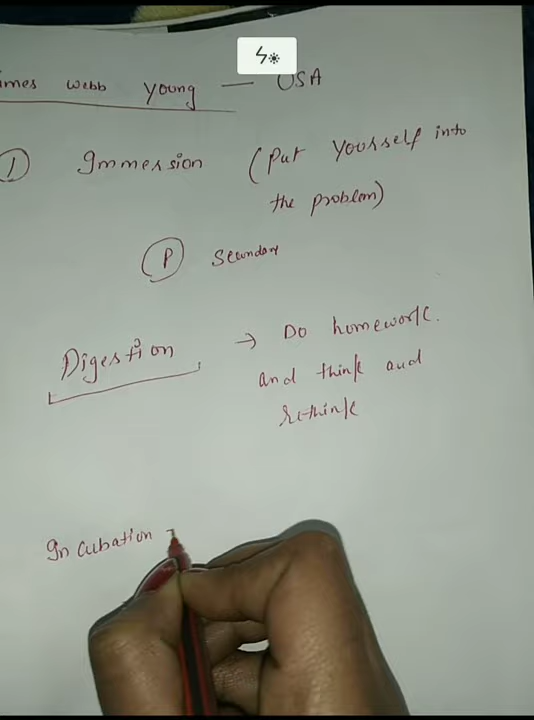 mes webb young — USA
1 Immersion (Put yourself into
the problem)
P Secondary
Digestion → Do homework.
and think and
rethink
Incubation -